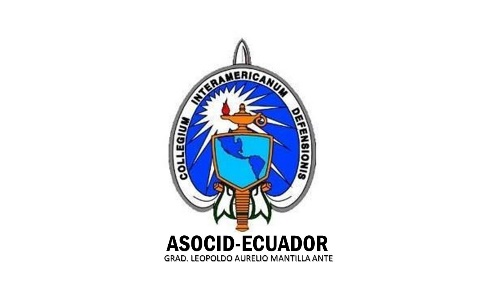 COLLEGIUM INTERAMERICANUM DEFENSIONIS
ASOCID-ECUADOR
GRAD. LEOPOLDO AURELIO MANTILLA ANTE